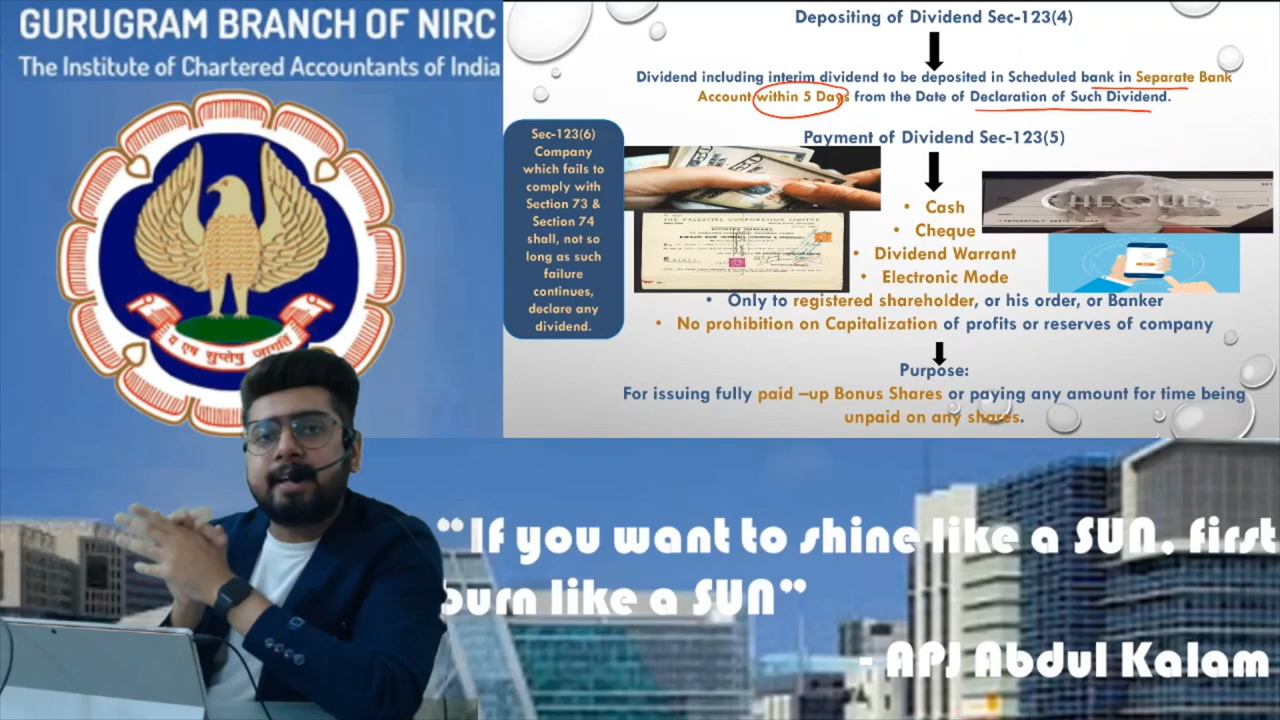 GURUGRAM BRANCH OF NIRC
The Institute of Chartered Accountants of India
य एष सुप्तेषु जागर्ति
Depositing of Dividend Sec-123(4)
Dividend including interim dividend to be deposited in Scheduled bank in Separate Bank
Account within 5 Days from the Date of Declaration of Such Dividend.
Sec-123(6)
Company
which fails to
comply with
Section 73 &
Section 74
shall, not so
long as such
failure
continues,
declare any
dividend.
Payment of Dividend Sec-123(5)
THE PALESTINE CORPORATION LIMITED
CHEQUES
• Cash
• Cheque
• Dividend Warrant
• Electronic Mode
• Only to registered shareholder, or his order, or Banker
• No prohibition on Capitalization of profits or reserves of company
Purpose:
For issuing fully paid –up Bonus Shares or paying any amount for time being
unpaid on any shares.
“If you want to shine like a SUN, first
burn like a SUN”
- APJ Abdul Kalam